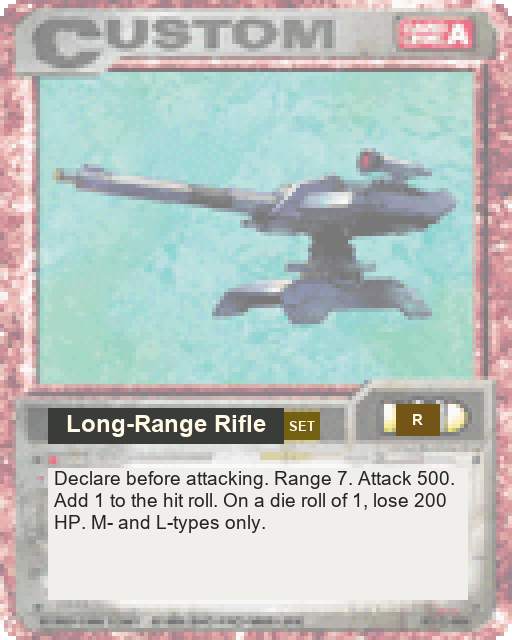 CUSTOM
A
Long-Range Rifle SET
R
Declare before attacking. Range 7. Attack 500.
Add 1 to the hit roll. On a die roll of 1, lose 200
HP. M- and L-types only.